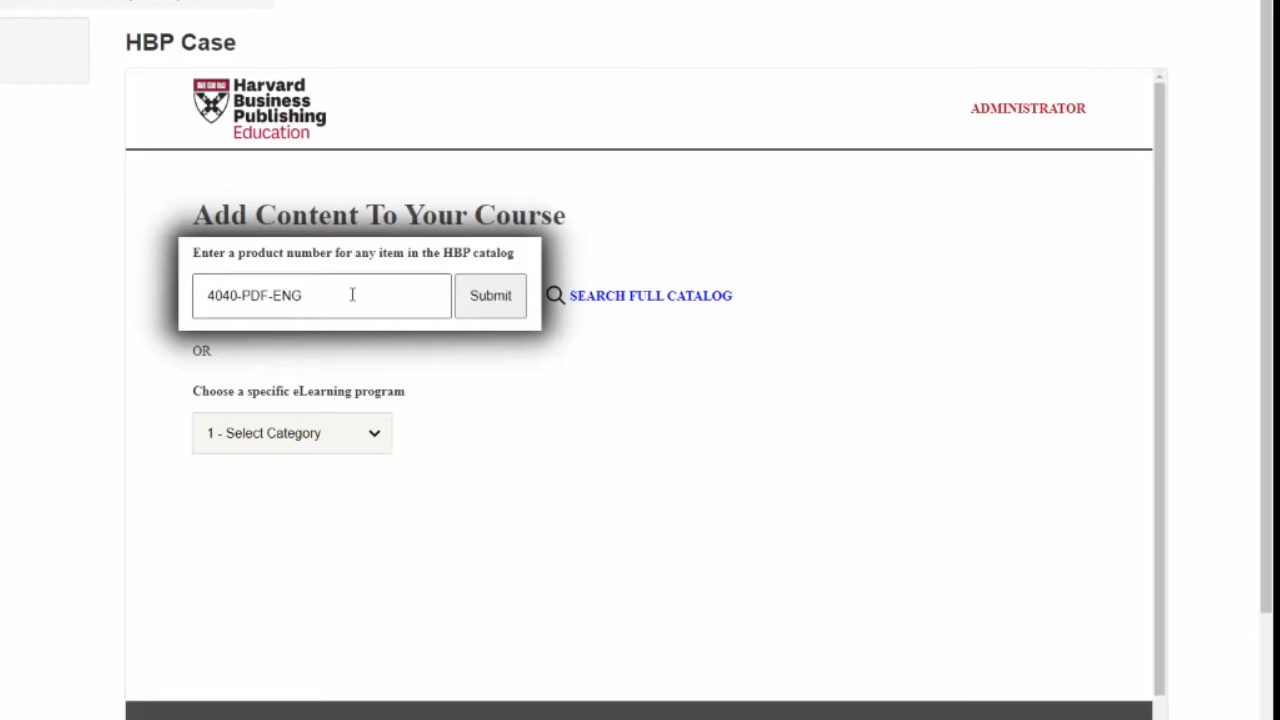 HBP Case
Harvard
Business
Publishing
Education
ADMINISTRATOR
Add Content To Your Course
Enter a product number for any item in the HBP catalog
4040-PDF-ENG
Submit
SEARCH FULL CATALOG
OR
Choose a specific eLearning program
1 - Select Category